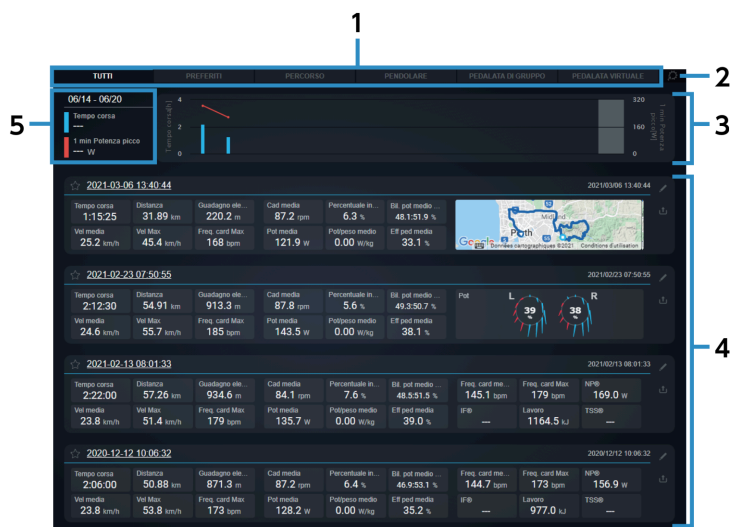 1
TUTTI PREFERITI PERCORSO PENDOLARE PEDALATA DI GRUPPO PEDALATA VIRTUALE
2
06/14 - 06/20
Tempo corsa
---
1 min Potenza picco
--- W
5
Tempo corsa[h]
4
2
0
320
160
0
1 min Potenza picco[W]
3
2021-03-06 13:40:44 2021/03/06 13:40:44
Tempo corsa Distanza Guadagno ele... Cad media Percentuale in... Bil. pot medio ...
1:15:25 31.89 km 220.2 m 87.2 rpm 6.3 % 48.1:51.9 %
Vel media Vel Max Freq. card Max Pot media Pot/peso medio Eff ped media
25.2 km/h 45.4 km/h 168 bpm 121.9 W 0.00 W/kg 33.1 %
Midland
Perth
Google Données cartographiques ©2021 Conditions d'utilisation
2021-02-23 07:50:55 2021/02/23 07:50:55
Tempo corsa Distanza Guadagno ele... Cad media Percentuale in... Bil. pot medio ... Pot L R
2:12:30 54.91 km 913.3 m 87.8 rpm 5.6 % 49.3:50.7 % 39 % 38 %
Vel media Vel Max Freq. card Max Pot media Pot/peso medio Eff ped media
24.6 km/h 55.7 km/h 185 bpm 143.5 W 0.00 W/kg 38.1 %
4
2021-02-13 08:01:33 2021/02/13 08:01:33
Tempo corsa Distanza Guadagno ele... Cad media Percentuale in... Bil. pot medio ... Freq. card me... Freq. card Max NP®
2:22:00 57.26 km 934.6 m 84.1 rpm 7.6 % 48.5:51.5 % 145.1 bpm 179 bpm 169.0 W
Vel media Vel Max Freq. card Max Pot media Pot/peso medio Eff ped media IF® Lavoro TSS®
23.8 km/h 51.4 km/h 179 bpm 135.7 W 0.00 W/kg 39.0 % --- 1164.5 kJ ---
2020-12-12 10:06:32 2020/12/12 10:06:32
Tempo corsa Distanza Guadagno ele... Cad media Percentuale in... Bil. pot medio ... Freq. card me... Freq. card Max NP®
2:06:00 50.88 km 871.3 m 87.2 rpm 6.4 % 46.9:53.1 % 144.7 bpm 173 bpm 156.9 W
Vel media Vel Max Freq. card Max Pot media Pot/peso medio Eff ped media IF® Lavoro TSS®
23.8 km/h 53.8 km/h 173 bpm 128.2 W 0.00 W/kg 35.2 % --- 977.0 kJ ---